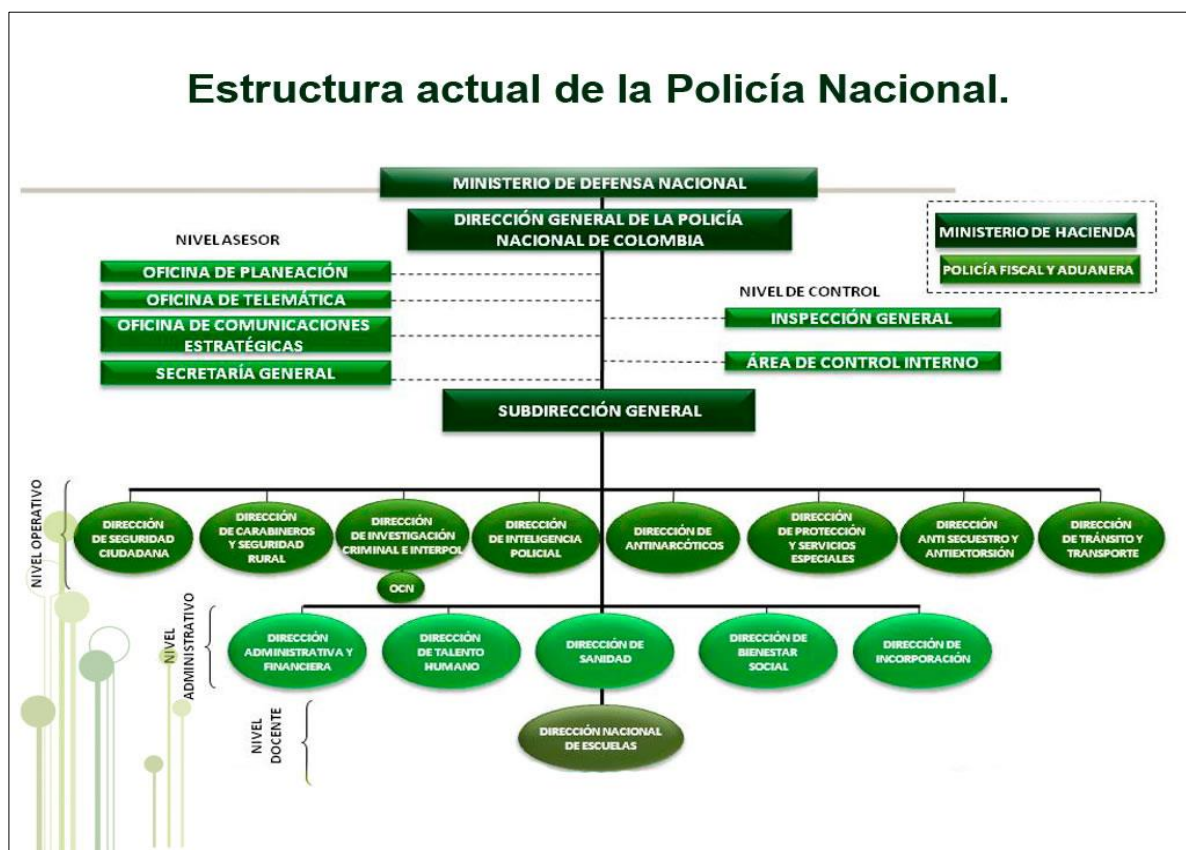 Estructura actual de la Policía Nacional.
MINISTERIO DE DEFENSA NACIONAL
DIRECCIÓN GENERAL DE LA POLICÍA
NACIONAL DE COLOMBIA
MINISTERIO DE HACIENDA
POLICÍA FISCAL Y ADUANERA
NIVEL ASESOR
OFICINA DE PLANEACIÓN
OFICINA DE TELEMÁTICA
OFICINA DE COMUNICACIONES
ESTRATÉGICAS
SECRETARÍA GENERAL
NIVEL DE CONTROL
INSPECCIÓN GENERAL
ÁREA DE CONTROL INTERNO
SUBDIRECCIÓN GENERAL
NIVEL OPERATIVO
DIRECCIÓN
DE SEGURIDAD
CIUDADANA
DIRECCIÓN
DE CARABINEROS
Y SEGURIDAD
RURAL
DIRECCIÓN
DE INVESTIGACIÓN
CRIMINAL E INTERPOL
OCN
DIRECCIÓN
DE INTELIGENCIA
POLICIAL
DIRECCIÓN DE
ANTINARCÓTICOS
DIRECCIÓN
DE PROTECCIÓN
Y SERVICIOS
ESPECIALES
DIRECCIÓN
ANTI SECUESTRO Y
ANTIEXTORSIÓN
DIRECCIÓN
DE TRÁNSITO Y
TRANSPORTE
NIVEL
ADMINISTRATIVO
DIRECCIÓN
ADMINISTRATIVA Y
FINANCIERA
DIRECCIÓN
DE TALENTO
HUMANO
DIRECCIÓN DE
SANIDAD
DIRECCIÓN DE
BIENESTAR
SOCIAL
DIRECCIÓN DE
INCORPORACIÓN
NIVEL
DOCENTE
DIRECCIÓN NACIONAL
DE ESCUELAS